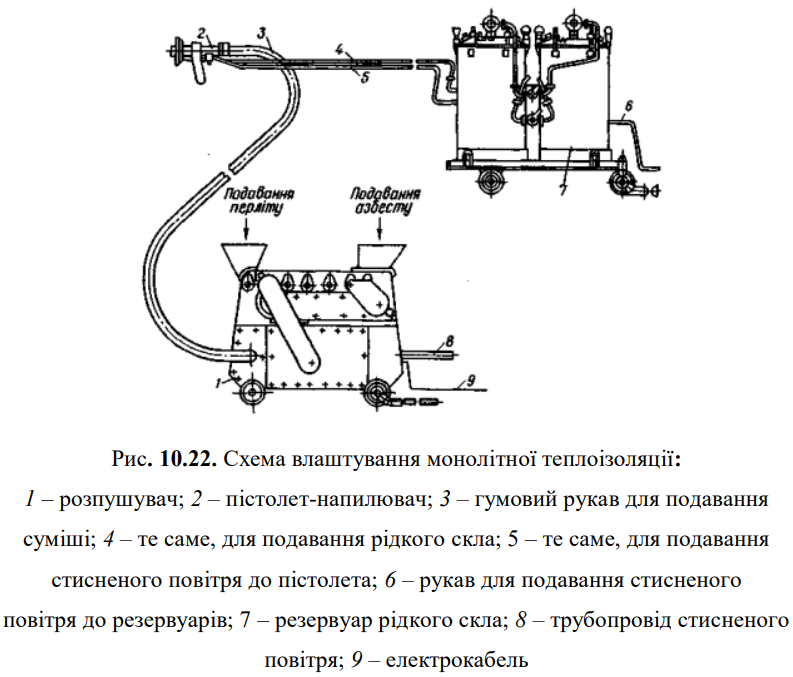 2
3
4
5
6
7
Подавання
перліту
Подавання
азбесту
8
9
1
Рис. 10.22. Схема влаштування монолітної теплоізоляції:
1 – розпушувач; 2 – пістолет-напилювач; 3 – гумовий рукав для подавання
суміші; 4 – те саме, для подавання рідкого скла; 5 – те саме, для подавання
стисненого повітря до пістолета; 6 – рукав для подавання стисненого
повітря до резервуарів; 7 – резервуар рідкого скла; 8 – трубопровід стисненого
повітря; 9 – електрокабель